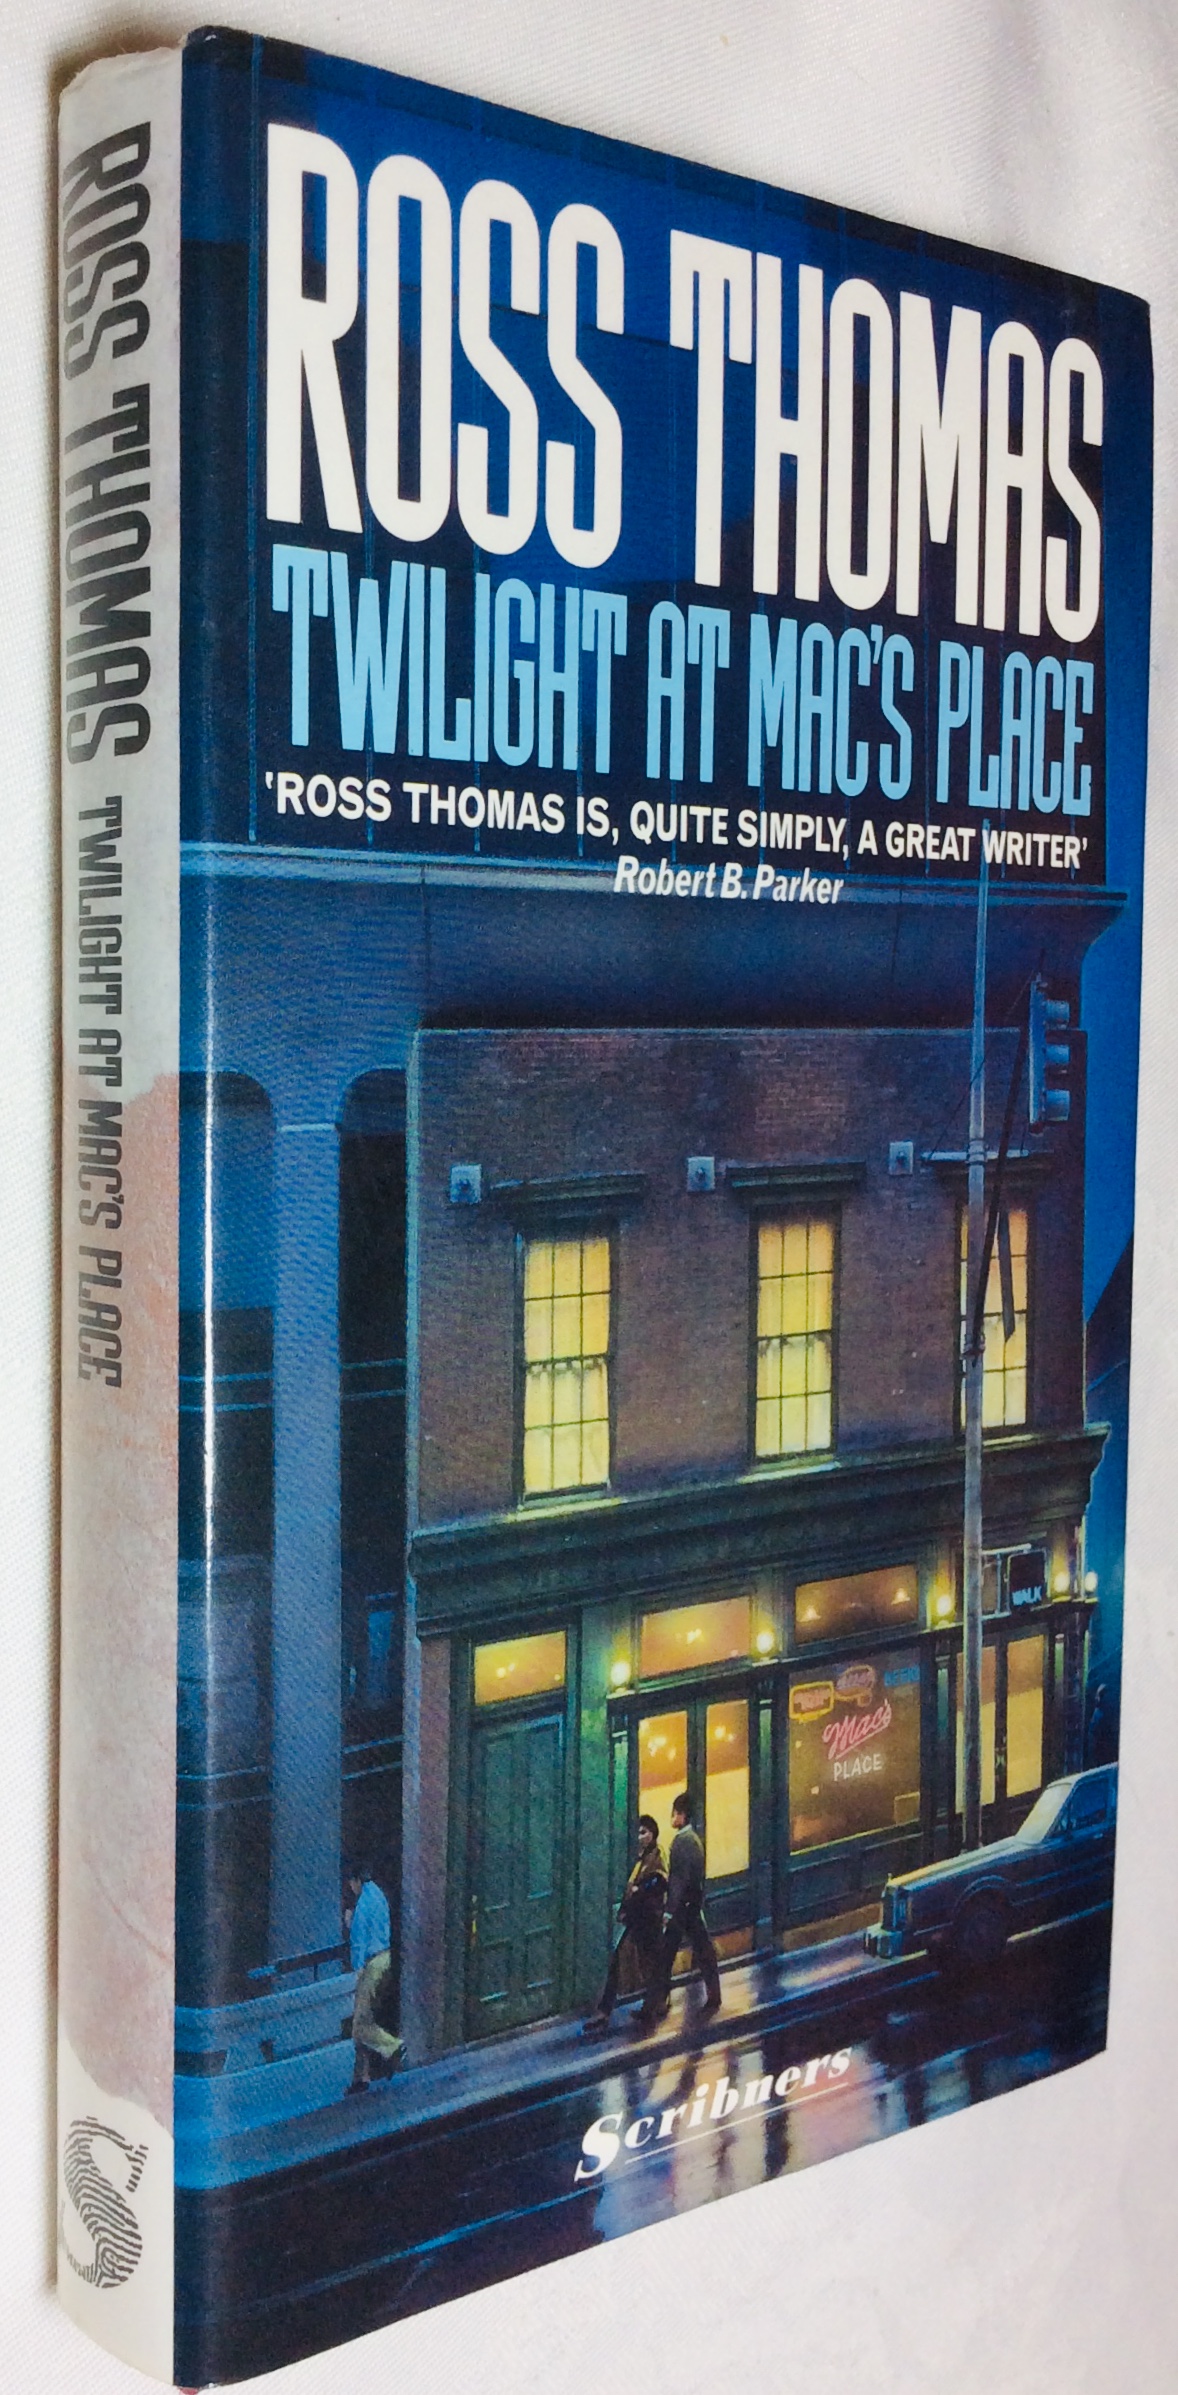 ROSS THOMAS TWILIGHT AT MAC'S PLACE
ROSS THOMAS
TWILIGHT AT MAC'S PLACE
'ROSS THOMAS IS, QUITE SIMPLY, A GREAT WRITER'
Robert B. Parker
WALK
Mac's
PLACE
Scribners